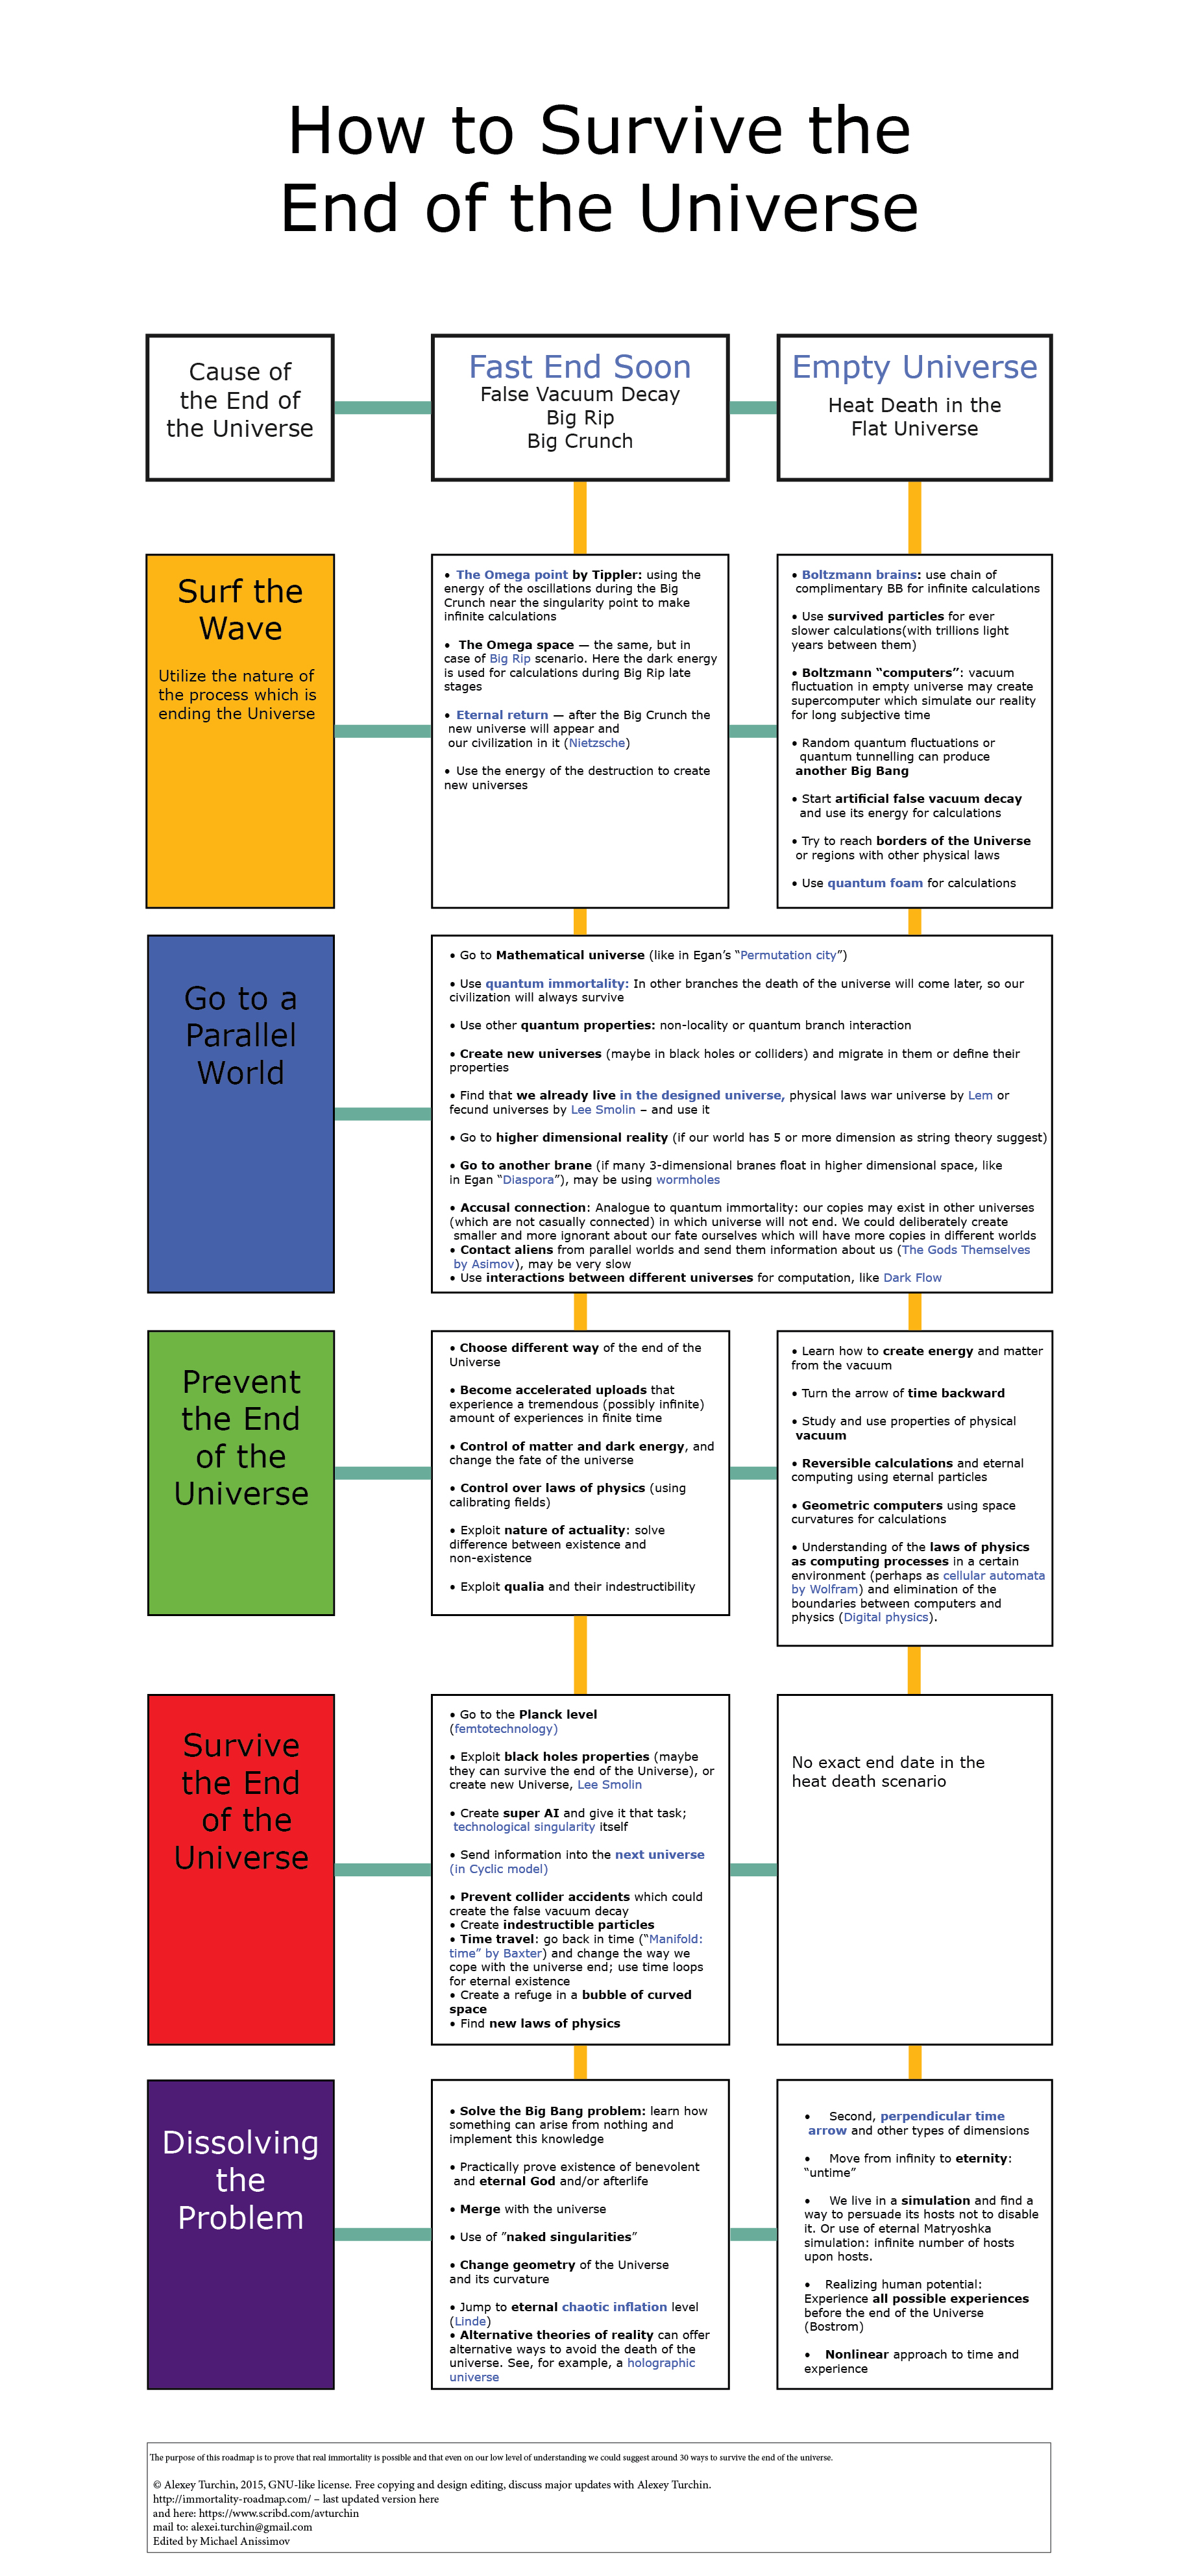 How to Survive the
End of the Universe
Cause of
the End of
the Universe
Fast End Soon
False Vacuum Decay
Big Rip
Big Crunch
Empty Universe
Heat Death in the
Flat Universe
Surf the
Wave
Utilize the nature of
the process which is
ending the Universe
• The Omega point by Tippler: using the
energy of the oscillations during the Big
Crunch near the singularity point to make
infinite calculations
• The Omega space — the same, but in
case of Big Rip scenario. Here the dark energy
is used for calculations during Big Rip late
stages
• Eternal return — after the Big Crunch the
new universe will appear and
our civilization in it (Nietzsche)
• Use the energy of the destruction to create
new universes
• Boltzmann brains: use chain of
complimentary BB for infinite calculations
• Use survived particles for ever
slower calculations(with trillions light
years between them)
• Boltzmann “computers”: vacuum
fluctuation in empty universe may create
supercomputer which simulate our reality
for long subjective time
• Random quantum fluctuations or
quantum tunnelling can produce
another Big Bang
• Start artificial false vacuum decay
and use its energy for calculations
• Try to reach borders of the Universe
or regions with other physical laws
• Use quantum foam for calculations
Go to a
Parallel
World
• Go to Mathematical universe (like in Egan’s “Permutation city”)
• Use quantum immortality: In other branches the death of the universe will come later, so our
civilization will always survive
• Use other quantum properties: non-locality or quantum branch interaction
• Create new universes (maybe in black holes or colliders) and migrate in them or define their
properties
• Find that we already live in the designed universe, physical laws war universe by Lem or
fecund universes by Lee Smolin – and use it
• Go to higher dimensional reality (if our world has 5 or more dimension as string theory suggest)
• Go to another brane (if many 3-dimensional branes float in higher dimensional space, like
in Egan “Diaspora”), may be using wormholes
• Accusal connection: Analogue to quantum immortality: our copies may exist in other universes
(which are not casually connected) in which universe will not end. We could deliberately create
smaller and more ignorant about our fate ourselves which will have more copies in different worlds
• Contact aliens from parallel worlds and send them information about us (The Gods Themselves
by Asimov), may be very slow
• Use interactions between different universes for computation, like Dark Flow
Prevent
the End
of the
Universe
• Choose different way of the end of the
Universe
• Become accelerated uploads that
experience a tremendous (possibly infinite)
amount of experiences in finite time
• Control of matter and dark energy, and
change the fate of the universe
• Control over laws of physics (using
calibrating fields)
• Exploit nature of actuality: solve
difference between existence and
non-existence
• Exploit qualia and their indestructibility
• Learn how to create energy and matter
from the vacuum
• Turn the arrow of time backward
• Study and use properties of physical
vacuum
• Reversible calculations and eternal
computing using eternal particles
• Geometric computers using space
curvatures for calculations
• Understanding of the laws of physics
as computing processes in a certain
environment (perhaps as cellular automata
by Wolfram) and elimination of the
boundaries between computers and
physics (Digital physics).
Survive
the End
of the
Universe
• Go to the Planck level
(femtotechnology)
• Exploit black holes properties (maybe
they can survive the end of the Universe), or
create new Universe, Lee Smolin
• Create super AI and give it that task;
technological singularity itself
• Send information into the next universe
(in Cyclic model)
• Prevent collider accidents which could
create the false vacuum decay
• Create indestructible particles
• Time travel: go back in time (“Manifold:
time” by Baxter) and change the way we
cope with the universe end; use time loops
for eternal existence
• Create a refuge in a bubble of curved
space
• Find new laws of physics
No exact end date in the
heat death scenario
Dissolving
the
Problem
• Solve the Big Bang problem: learn how
something can arise from nothing and
implement this knowledge
• Practically prove existence of benevolent
and eternal God and/or afterlife
• Merge with the universe
• Use of ”naked singularities”
• Change geometry of the Universe
and its curvature
• Jump to eternal chaotic inflation level
(Linde)
• Alternative theories of reality can offer
alternative ways to avoid the death of the
universe. See, for example, a holographic
universe
• Second, perpendicular time
arrow and other types of dimensions
• Move from infinity to eternity:
“untime”
• We live in a simulation and find a
way to persuade its hosts not to disable
it. Or use of eternal Matryoshka
simulation: infinite number of hosts
upon hosts.
• Realizing human potential:
Experience all possible experiences
before the end of the Universe
(Bostrom)
• Nonlinear approach to time and
experience
The purpose of this roadmap is to prove that real immortality is possible and that even on our low level of understanding we could suggest around 30 ways to survive the end of the universe.
© Alexey Turchin, 2015, GNU-like license. Free copying and design editing, discuss major updates with Alexey Turchin.
http://immortality-roadmap.com/ – last updated version here
and here: https://www.scribd.com/avturchin
mail to: alexei.turchin@gmail.com
Edited by Michael Anissimov